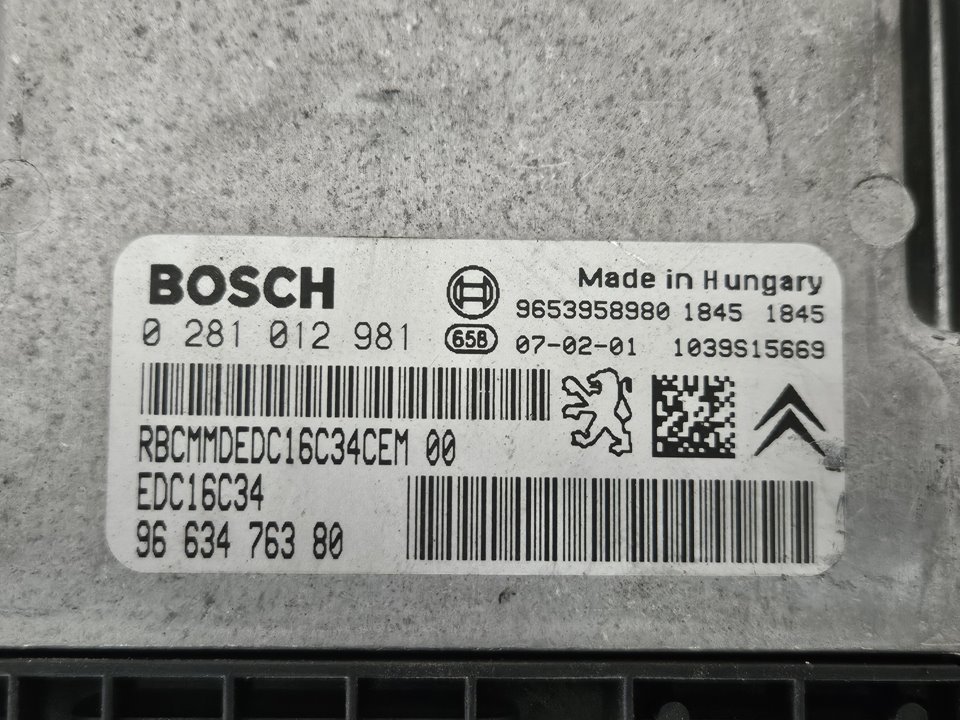 BOSCH
Made in Hungary
0 281 012 981
9653958980 1845 1845
658
07-02-01 1039S15669
RBCMMDEDC16C34CEM 00
EDC16C34
96 634 763 80